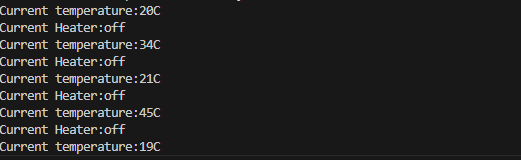 Current temperature:20C
Current Heater:off
Current temperature:34C
Current Heater:off
Current temperature:21C
Current Heater:off
Current temperature:45C
Current Heater:off
Current temperature:19C